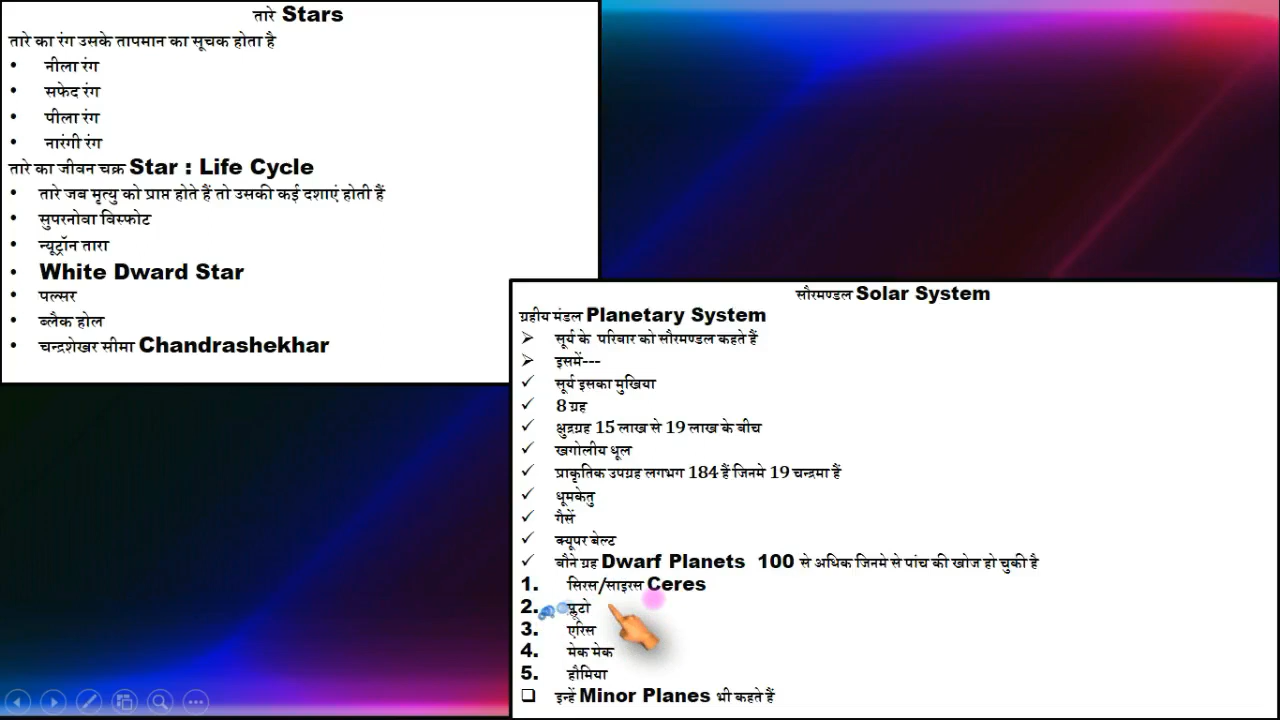 तारे Stars
तारे का रंग उसके तापमान का सूचक होता है
• नीला रंग
• सफेद रंग
• पीला रंग
• नारंगी रंग
तारे का जीवन चक्र Star : Life Cycle
• तारे जब मृत्यु को प्राप्त होते हैं तो उसकी कई दशाएं होती हैं
• सुपरनोवा विस्फोट
• न्यूट्रॉन तारा
• White Dward Star
• पल्सर
• ब्लैक होल
• चन्द्रशेखर सीमा Chandrashekhar
सौरमण्डल Solar System
ग्रहीय मंडल Planetary System
➢ सूर्य के परिबार को सौरमण्डल कहते हैं
➢ इसमें---
✓ सूर्य इसका मुखिया
✓ 8 ग्रह
✓ क्षुद्रग्रह 15 लाख से 19 लाख के बीच
✓ खगोलीय धूल
✓ प्राकृतिक उपग्रह लगभग 184 हैं जिनमे 19 चन्द्रमा हैं
✓ धूमकेतु
✓ गैसें
✓ क्यूपर बेल्ट
✓ बौने ग्रह Dwarf Planets 100 से अधिक जिनमे से पांच की खोज हो चुकी है
1. सिरस/साइरस Ceres
2. प्लूटो
3. एरिस
4. मेक मेक
5. हौमिया
❑ इन्हें Minor Planes भी कहते हैं